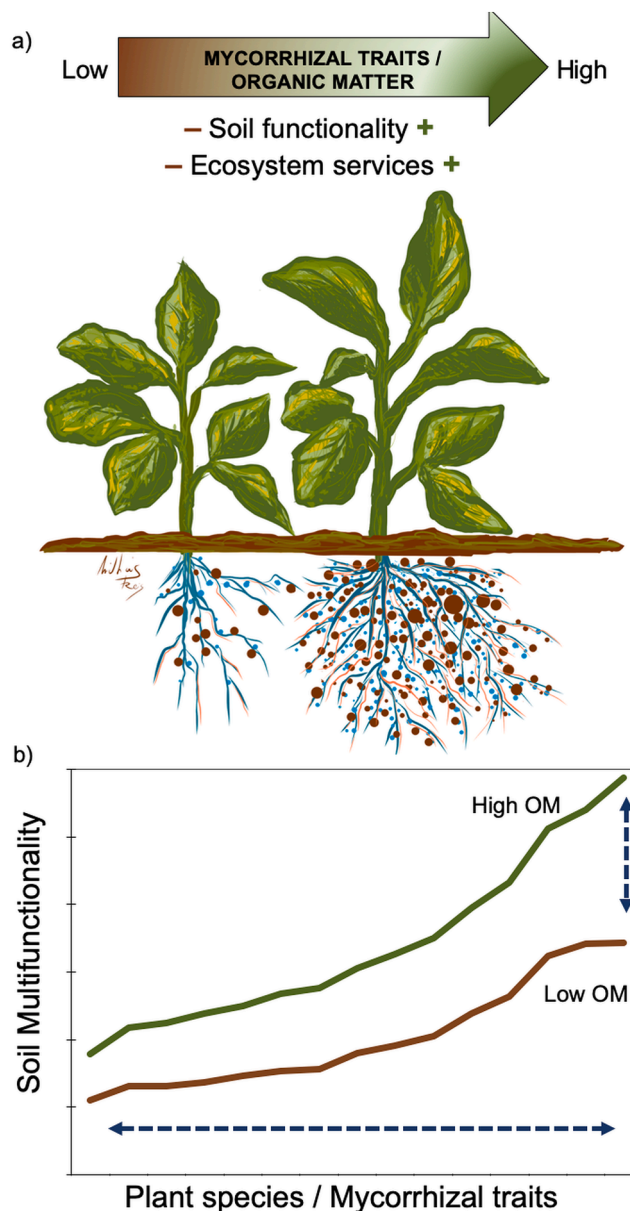 a)
Low
MYCORRHIZAL TRAITS /
ORGANIC MATTER
High
– Soil functionality +
– Ecosystem services +
b)
Soil Multifunctionality
High OM
Low OM
Plant species / Mycorrhizal traits